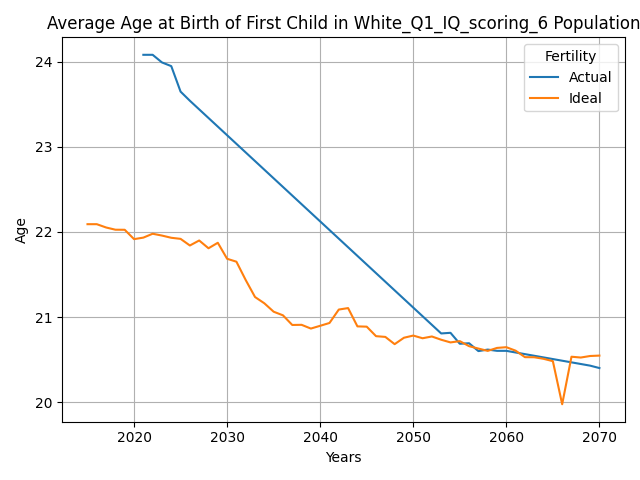 Average Age at Birth of First Child in White_Q1_IQ_scoring_6 Population
Fertility
Actual
Ideal
Age
24
23
22
21
20
2020 2030 2040 2050 2060 2070
Years